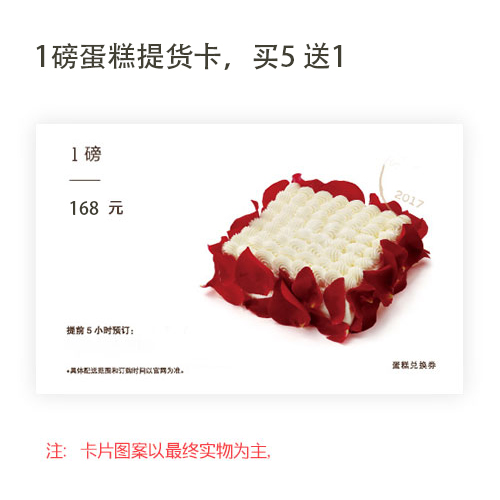 1磅蛋糕提货卡，买5 送1
1 磅
168 元
2017
提前 5 小时预订：
*具体配送范围和订购时间以官网为准。
蛋糕兑换券
注: 卡片图案以最终实物为主,